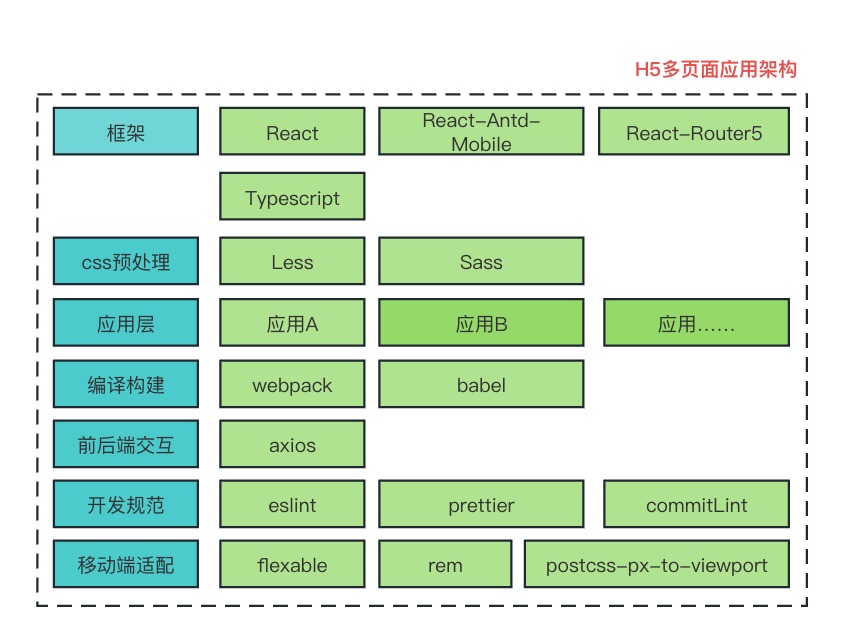 H5多页面应用架构
框架
React
React-Antd-
Mobile
React-Router5
Typescript
css预处理
Less
Sass
应用层
应用A
应用B
应用……
编译构建
webpack
babel
前后端交互
axios
开发规范
eslint
prettier
commitLint
移动端适配
flexable
rem
postcss-px-to-viewport